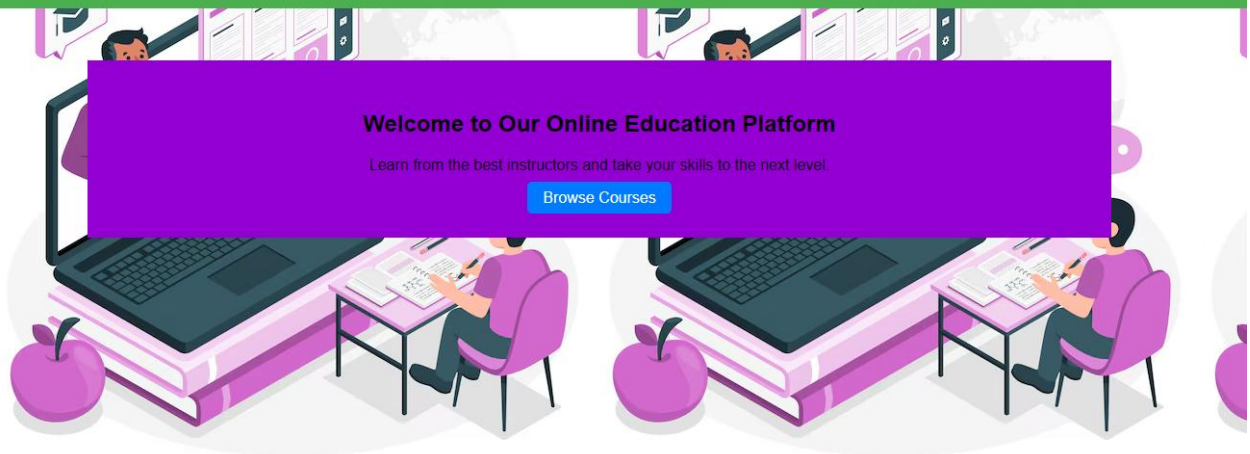 Welcome to Our Online Education Platform
Learn from the best instructors and take your skills to the next level.
Browse Courses